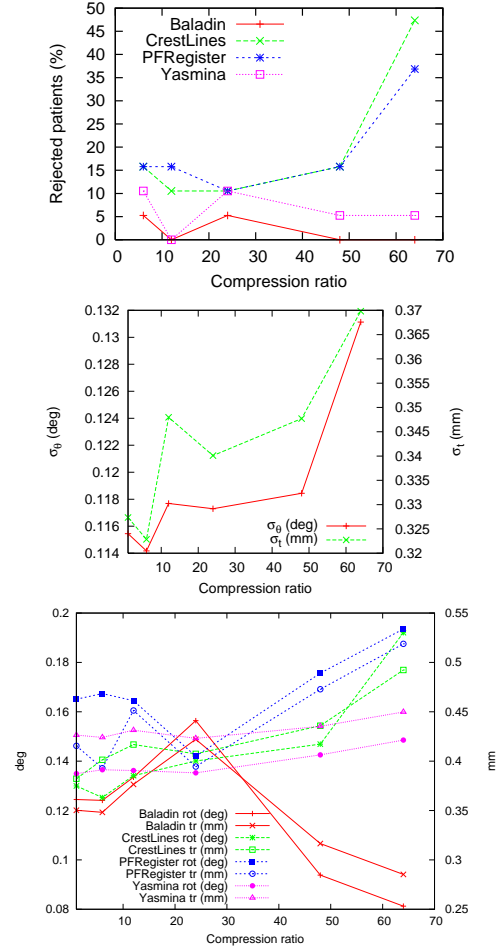 Baladin
CrestLines
PFRegister
Yasmina
Rejected patients (%)
50
45
40
35
30
25
20
15
10
5
0
0 10 20 30 40 50 60 70
Compression ratio
0.132
0.13
0.128
0.126
0.124
0.122
0.12
0.118
0.116
0.114
σθ (deg)
0.37
0.365
0.36
0.355
0.35
0.345
0.34
0.335
0.33
0.325
0.32
σt (mm)
σθ (deg)
σt (mm)
10 20 30 40 50 60 70
Compression ratio
0.2
0.18
0.16
0.14
0.12
0.1
0.08
deg
0.55
0.5
0.45
0.4
0.35
0.3
0.25
mm
Baladin rot (deg)
Baladin tr (mm)
CrestLines rot (deg)
CrestLines tr (mm)
PFRegister rot (deg)
PFRegister tr (mm)
Yasmina rot (deg)
Yasmina tr (mm)
10 20 30 40 50 60 70
Compression ratio